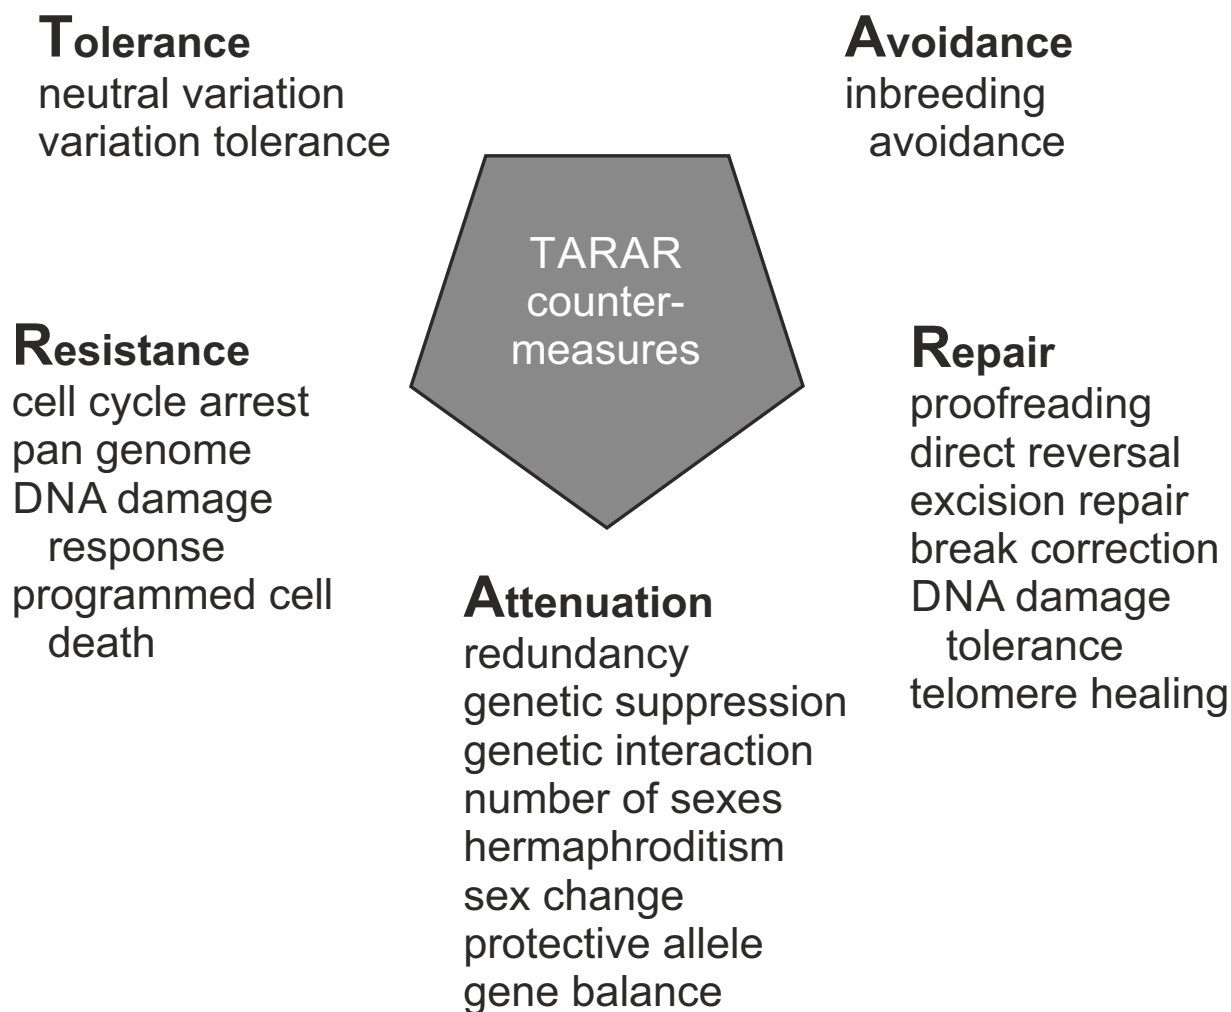 Tolerance
neutral variation
variation tolerance
Avoidance
inbreeding
avoidance
TARAR
counter-
measures
Resistance
cell cycle arrest
pan genome
DNA damage
response
programmed cell
death
Repair
proofreading
direct reversal
excision repair
break correction
DNA damage
tolerance
telomere healing
Attenuation
redundancy
genetic suppression
genetic interaction
number of sexes
hermaphroditism
sex change
protective allele
gene balance